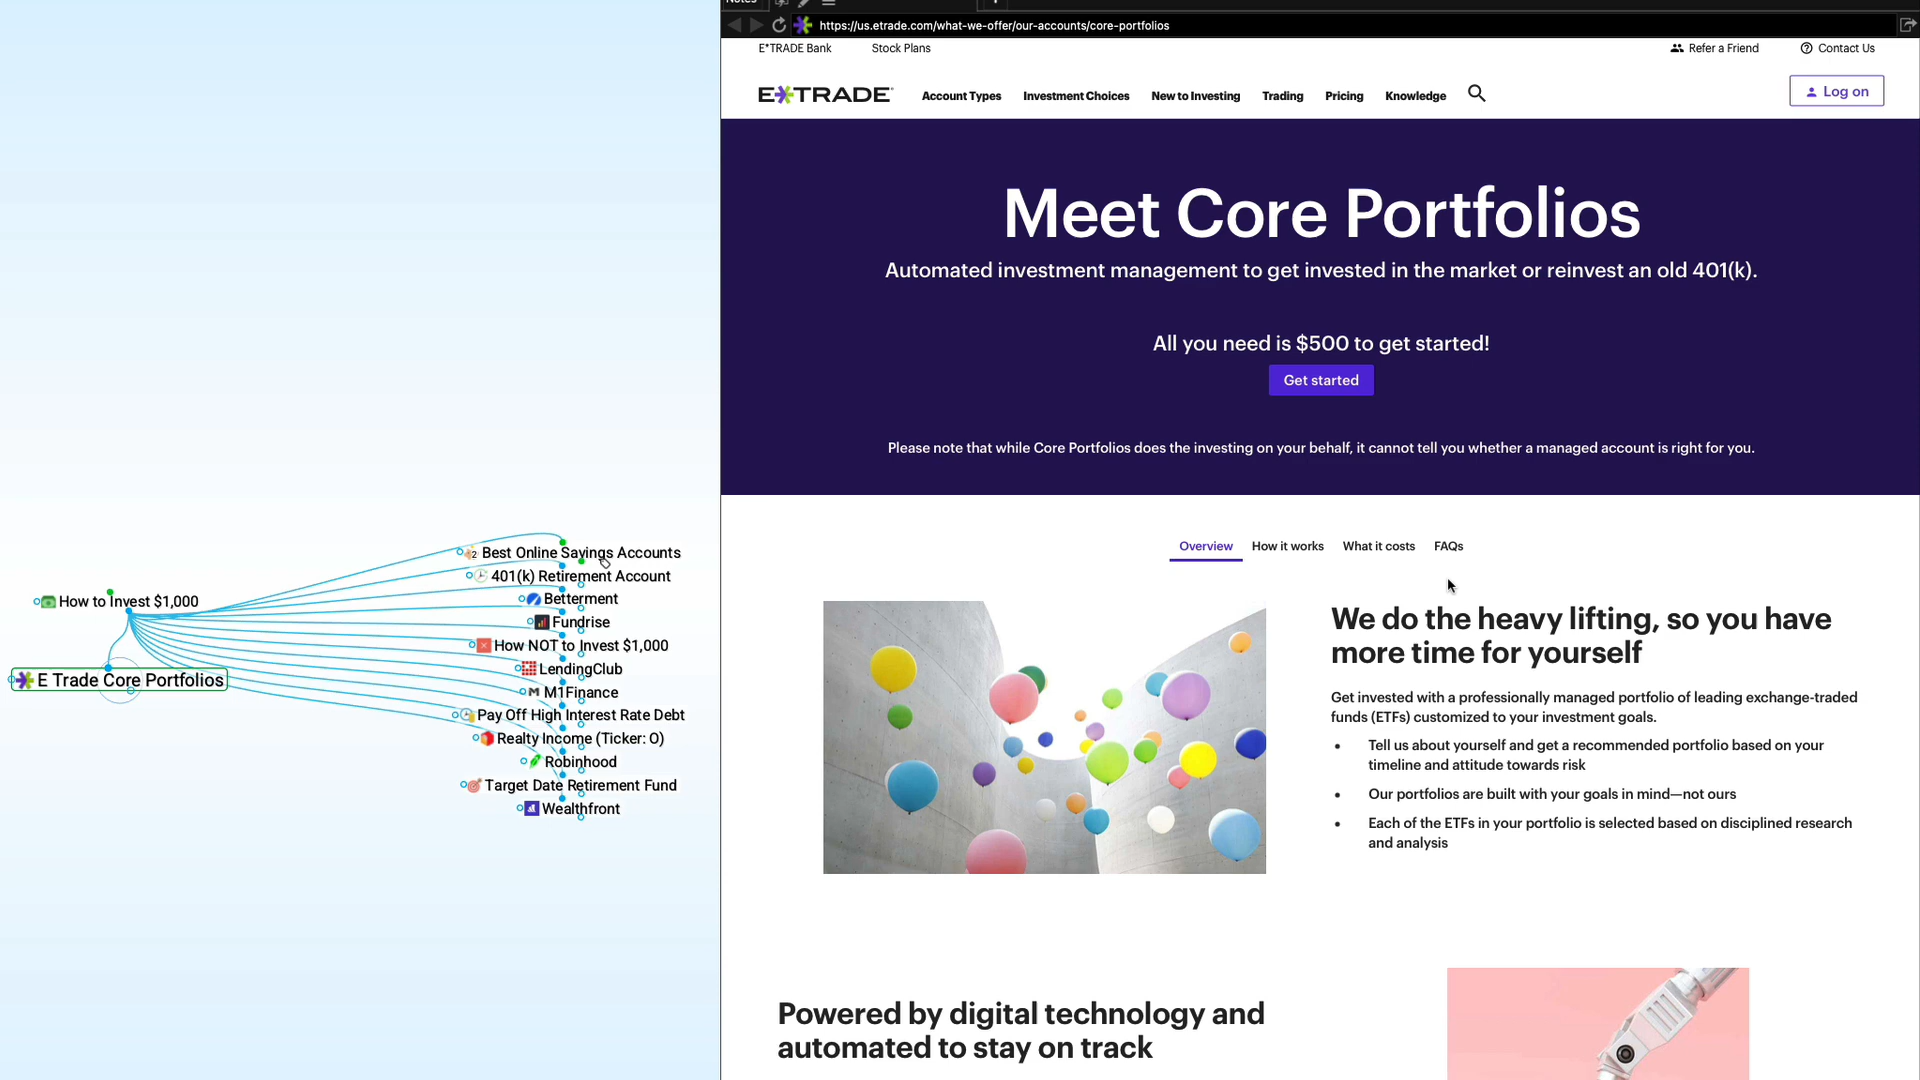 Notes
https://us.etrade.com/what-we-offer/our-accounts/core-portfolios
E*TRADE Bank
Stock Plans
Refer a Friend
Contact Us
E*TRADE
Account Types
Investment Choices
New to Investing
Trading
Pricing
Knowledge
Log on
Meet Core Portfolios
Automated investment management to get invested in the market or reinvest an old 401(k).
All you need is $500 to get started!
Get started
Please note that while Core Portfolios does the investing on your behalf, it cannot tell you whether a managed account is right for you.
Overview
How it works
What it costs
FAQs
We do the heavy lifting, so you have
more time for yourself
Get invested with a professionally managed portfolio of leading exchange-traded
funds (ETFs) customized to your investment goals.
• Tell us about yourself and get a recommended portfolio based on your
timeline and attitude towards risk
• Our portfolios are built with your goals in mind—not ours
• Each of the ETFs in your portfolio is selected based on disciplined research
and analysis
Powered by digital technology and
automated to stay on track
How to Invest $1,000
E Trade Core Portfolios
Best Online Savings Accounts
401(k) Retirement Account
Betterment
Fundrise
How NOT to Invest $1,000
LendingClub
M1Finance
Pay Off High Interest Rate Debt
Realty Income (Ticker: O)
Robinhood
Target Date Retirement Fund
Wealthfront